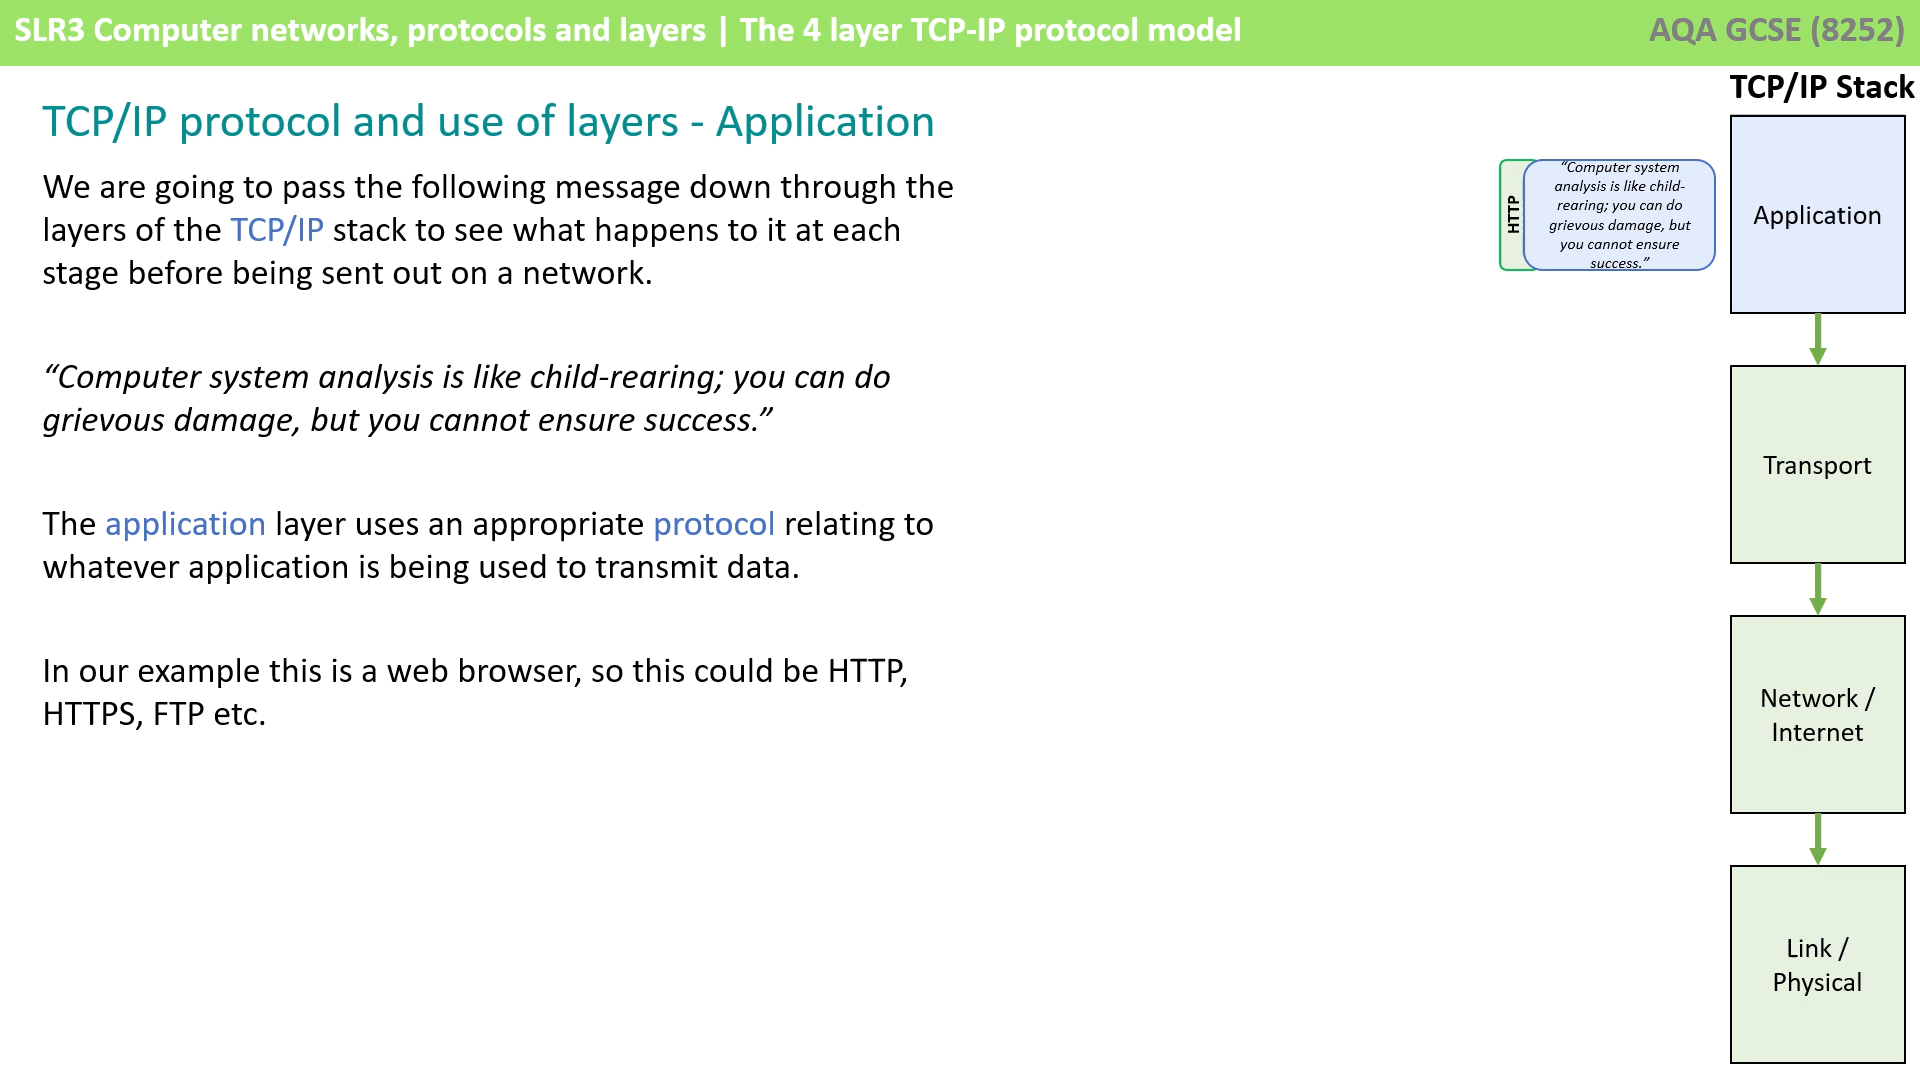 SLR3 Computer networks, protocols and layers | The 4 layer TCP-IP protocol model
AQA GCSE (8252)
TCP/IP protocol and use of layers - Application
We are going to pass the following message down through the
layers of the TCP/IP stack to see what happens to it at each
stage before being sent out on a network.
“Computer system analysis is like child-rearing; you can do
grievous damage, but you cannot ensure success.”
The application layer uses an appropriate protocol relating to
whatever application is being used to transmit data.
In our example this is a web browser, so this could be HTTP,
HTTPS, FTP etc.
HTTP
“Computer system
analysis is like child-
rearing; you can do
grievous damage, but
you cannot ensure
success.”
TCP/IP Stack
Application
Transport
Network /
Internet
Link /
Physical